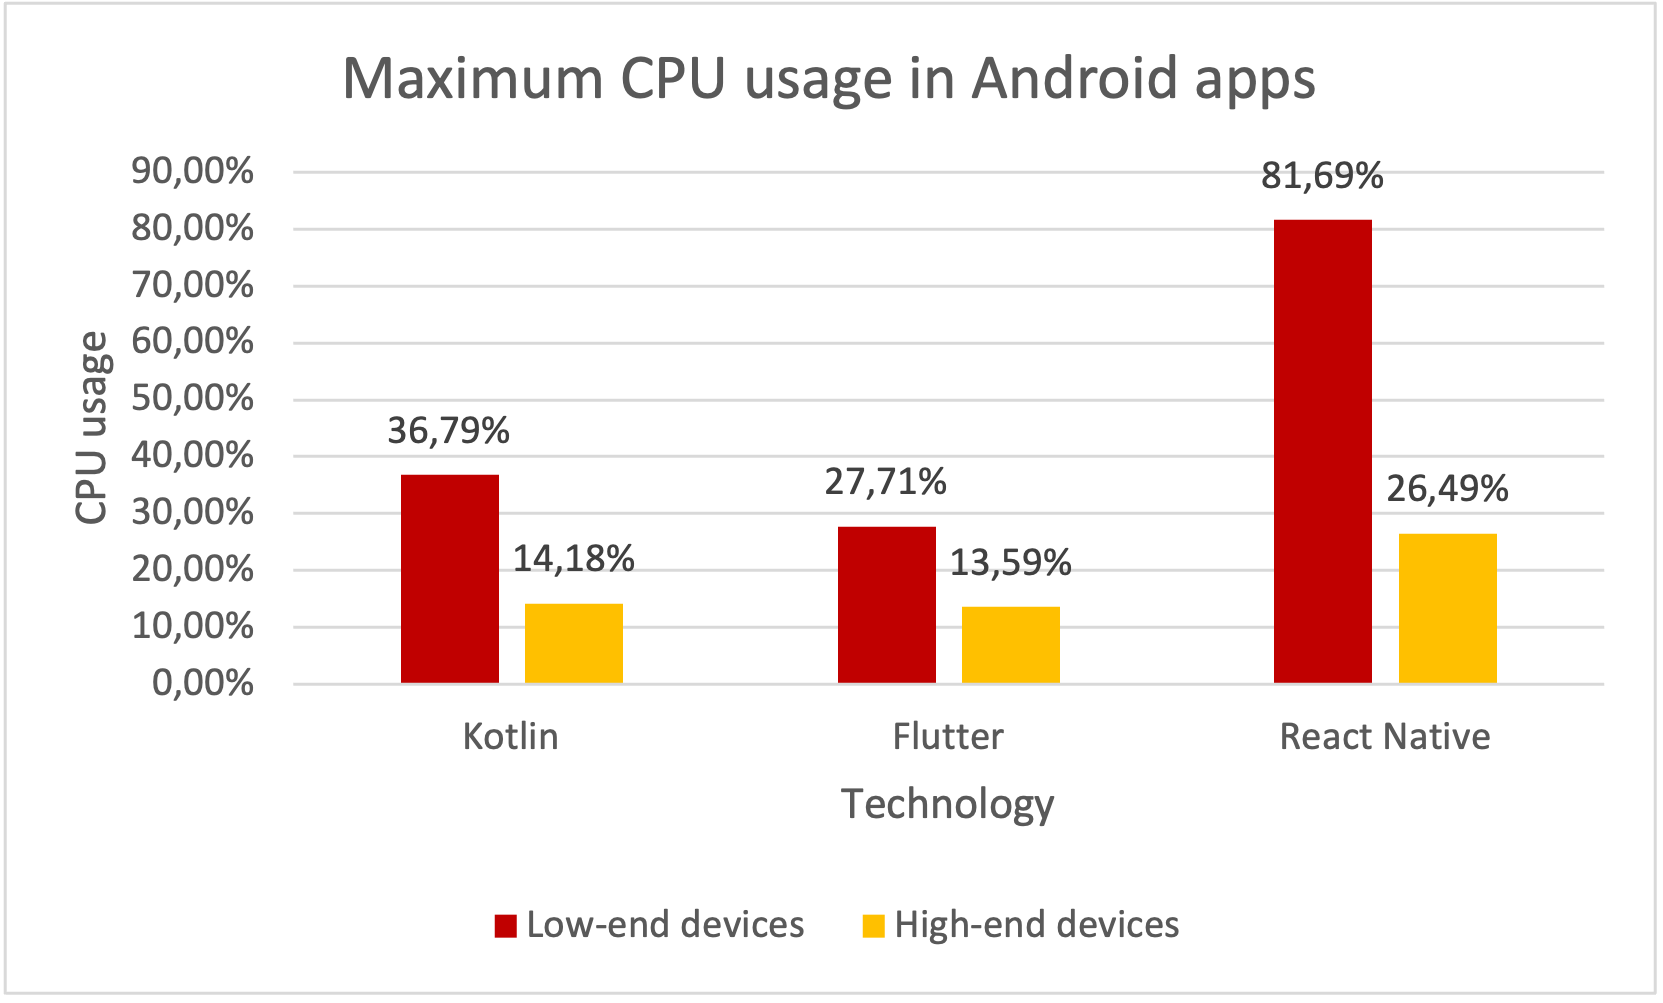 Maximum CPU usage in Android apps
90,00%
80,00%
70,00%
60,00%
50,00%
40,00%
30,00%
20,00%
10,00%
0,00%
CPU usage
36,79%
14,18%
27,71%
13,59%
81,69%
26,49%
Kotlin
Flutter
React Native
Technology
Low-end devices
High-end devices